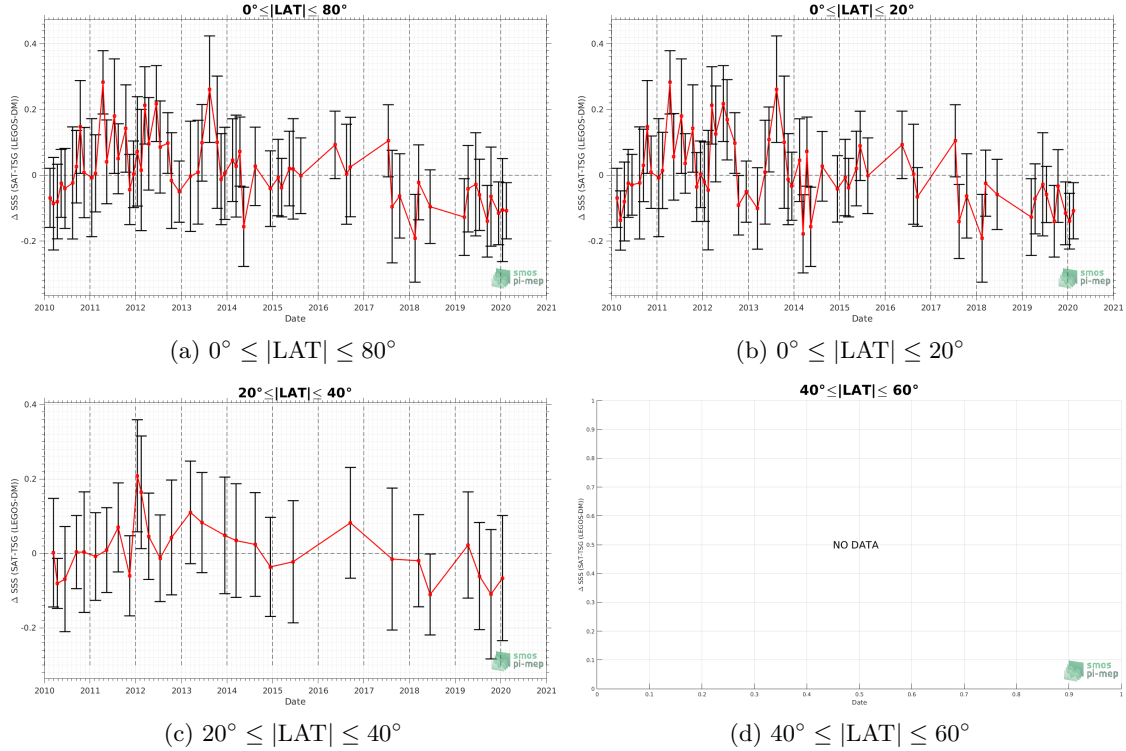 0°≤|LAT|≤ 80°
Δ SSS (SAT-TSG (LEGOS-DM))
0.4
0.2
0
-0.2
2010 2011 2012 2013 2014 2015 2016 2017 2018 2019 2020 2021
Date
smos
pi-mep
(a) 0° ≤ |LAT| ≤ 80°
0°≤|LAT|≤ 20°
Δ SSS (SAT-TSG (LEGOS-DM))
0.4
0.2
0
-0.2
2010 2011 2012 2013 2014 2015 2016 2017 2018 2019 2020 2021
Date
smos
pi-mep
(b) 0° ≤ |LAT| ≤ 20°
20°≤|LAT|≤ 40°
Δ SSS (SAT-TSG (LEGOS-DM))
0.4
0.2
0
-0.2
2010 2011 2012 2013 2014 2015 2016 2017 2018 2019 2020 2021
Date
smos
pi-mep
(c) 20° ≤ |LAT| ≤ 40°
40°≤|LAT|≤ 60°
Δ SSS (SAT-TSG (LEGOS-DM))
1
0.9
0.8
0.7
0.6
0.5
0.4
0.3
0.2
0.1
0
NO DATA
0 0.1 0.2 0.3 0.4 0.5 0.6 0.7 0.8 0.9 1
Date
smos
pi-mep
(d) 40° ≤ |LAT| ≤ 60°